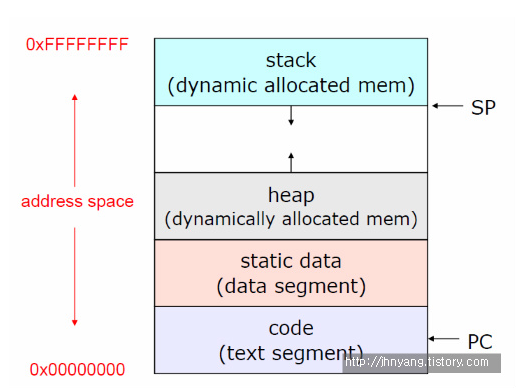 0xFFFFFFFF
stack
(dynamic allocated mem)
SP
address space
heap
(dynamically allocated mem)
static data
(data segment)
code
(text segment)
PC
http://jhnyang.tistory.com
0x00000000